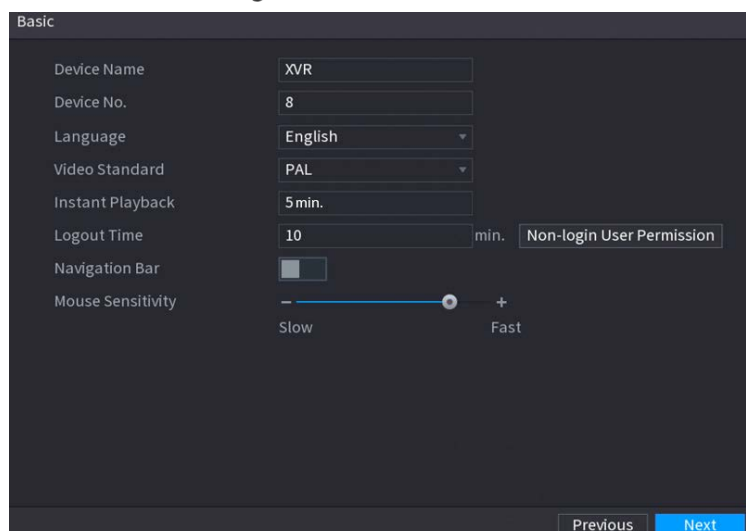 Basic
Device Name XVR
Device No. 8
Language English
Video Standard PAL
Instant Playback 5 min.
Logout Time 10 min. Non-login User Permission
Navigation Bar
Mouse Sensitivity - +
Slow Fast
Previous Next